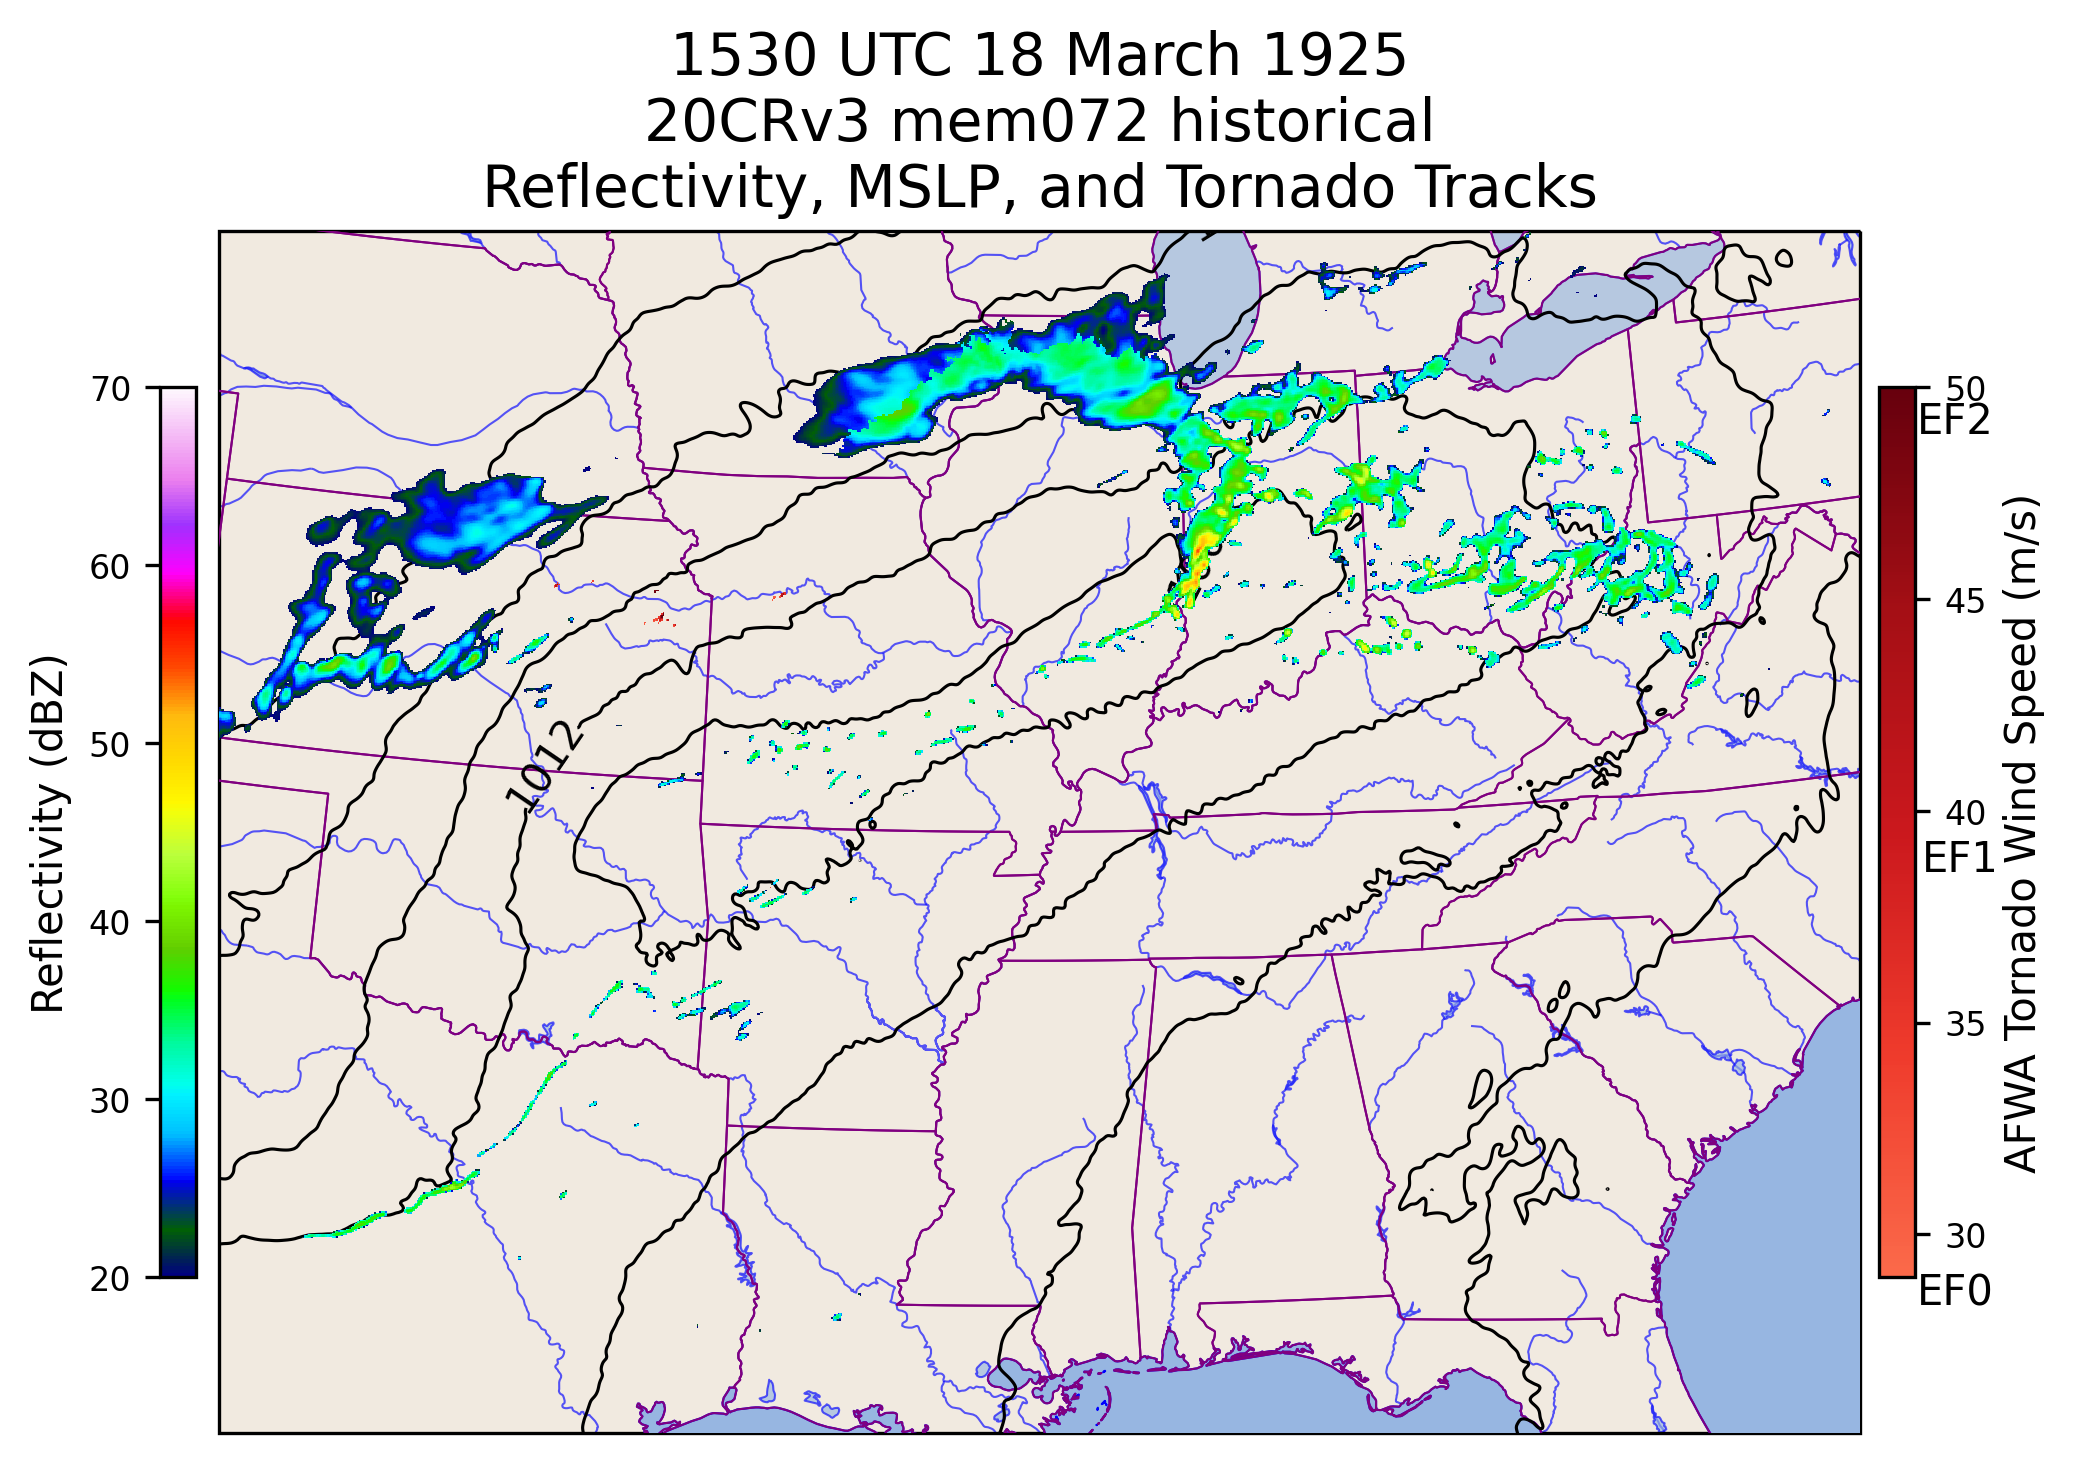 1530 UTC 18 March 1925
20CRv3 mem072 historical
Reflectivity, MSLP, and Tornado Tracks
Reflectivity (dBZ)
70
60
50
40
30
20
1012
50
EF2
45
40
EF1
35
30
EF0
AFWA Tornado Wind Speed (m/s)